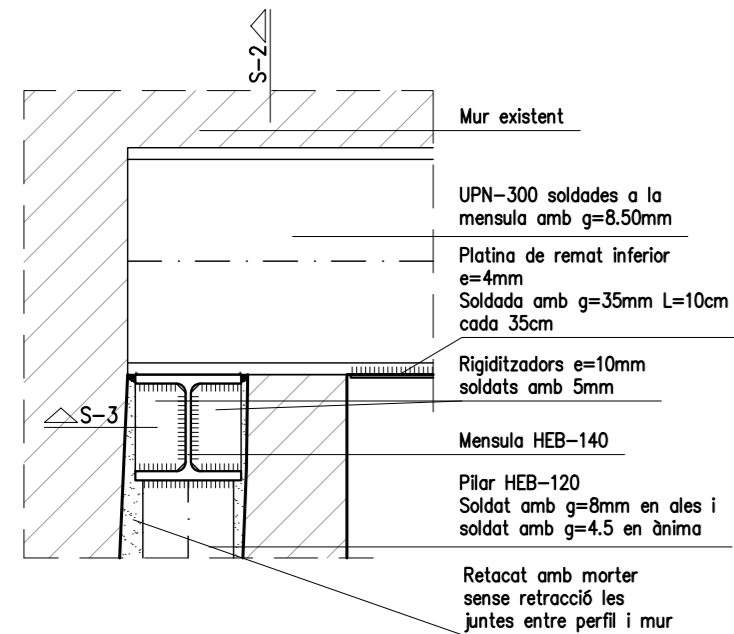 S-2
Mur existent
UPN-300 soldades a la
mensula amb g=8.50mm
Platina de remat inferior
e=4mm
Soldada amb g=35mm L=10cm
cada 35cm
Rigiditzadors e=10mm
soldats amb 5mm
S-3
Mensula HEB-140
Pilar HEB-120
Soldat amb g=8mm en ales i
soldat amb g=4.5 en ànima
Retacat amb morter
sense retracció les
juntes entre perfil i mur